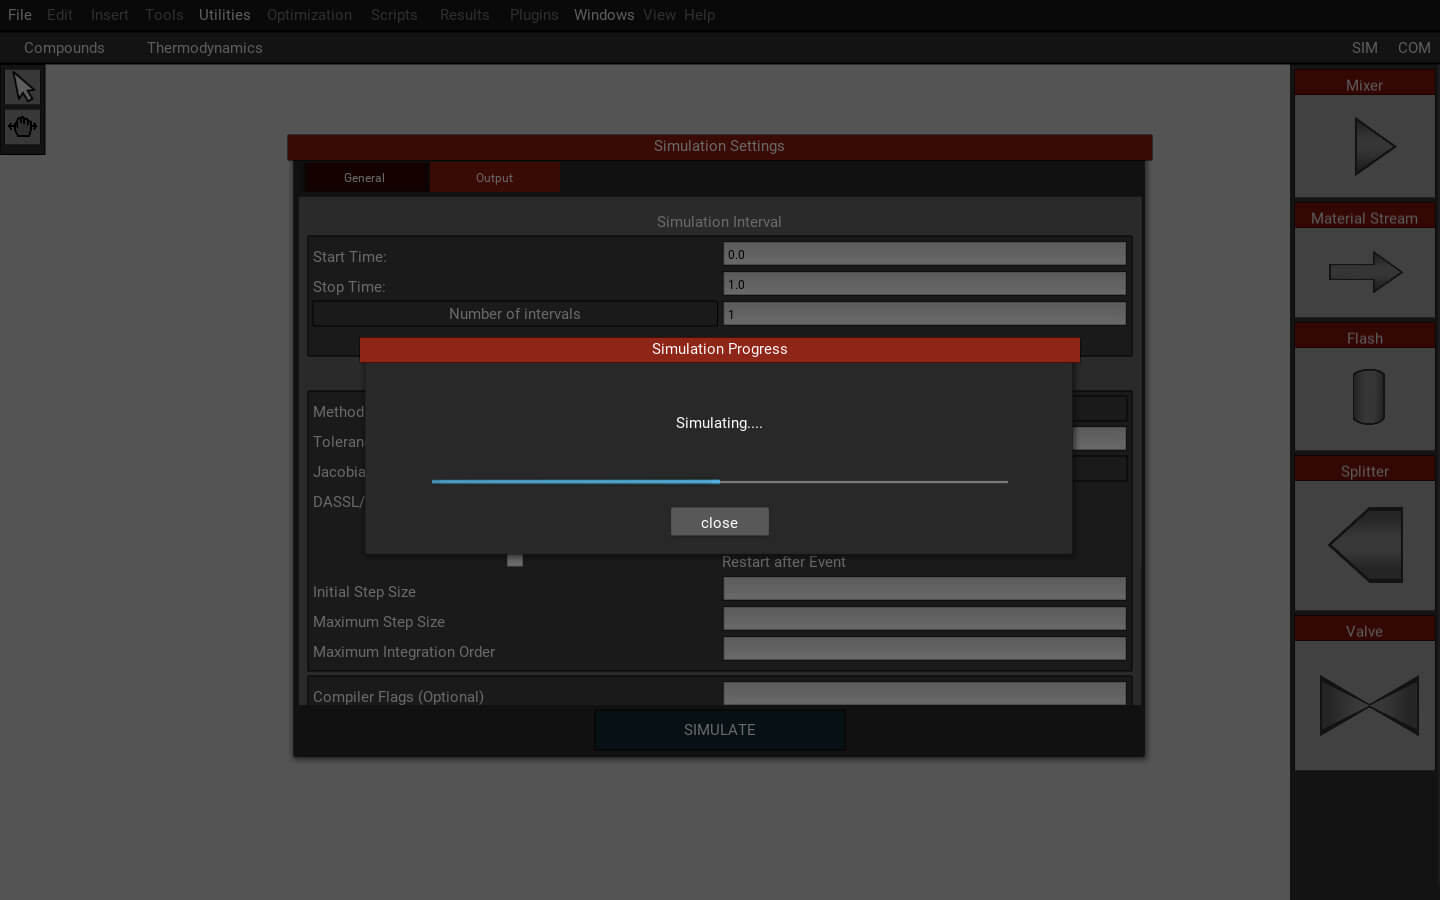 File Edit Insert Tools Utilities Optimization Scripts Results Plugins Windows View Help
Compounds Thermodynamics SIM COM
Mixer
Simulation Settings
General Output
Material Stream
Simulation Interval
Start Time: 0.0
Stop Time: 1.0
Number of intervals 1
Flash
Simulation Progress
Method
Simulating....
Toleran
Jacobia
Splitter
DASSL/
close
Restart after Event
Initial Step Size
Maximum Step Size
Valve
Maximum Integration Order
Compiler Flags (Optional)
SIMULATE